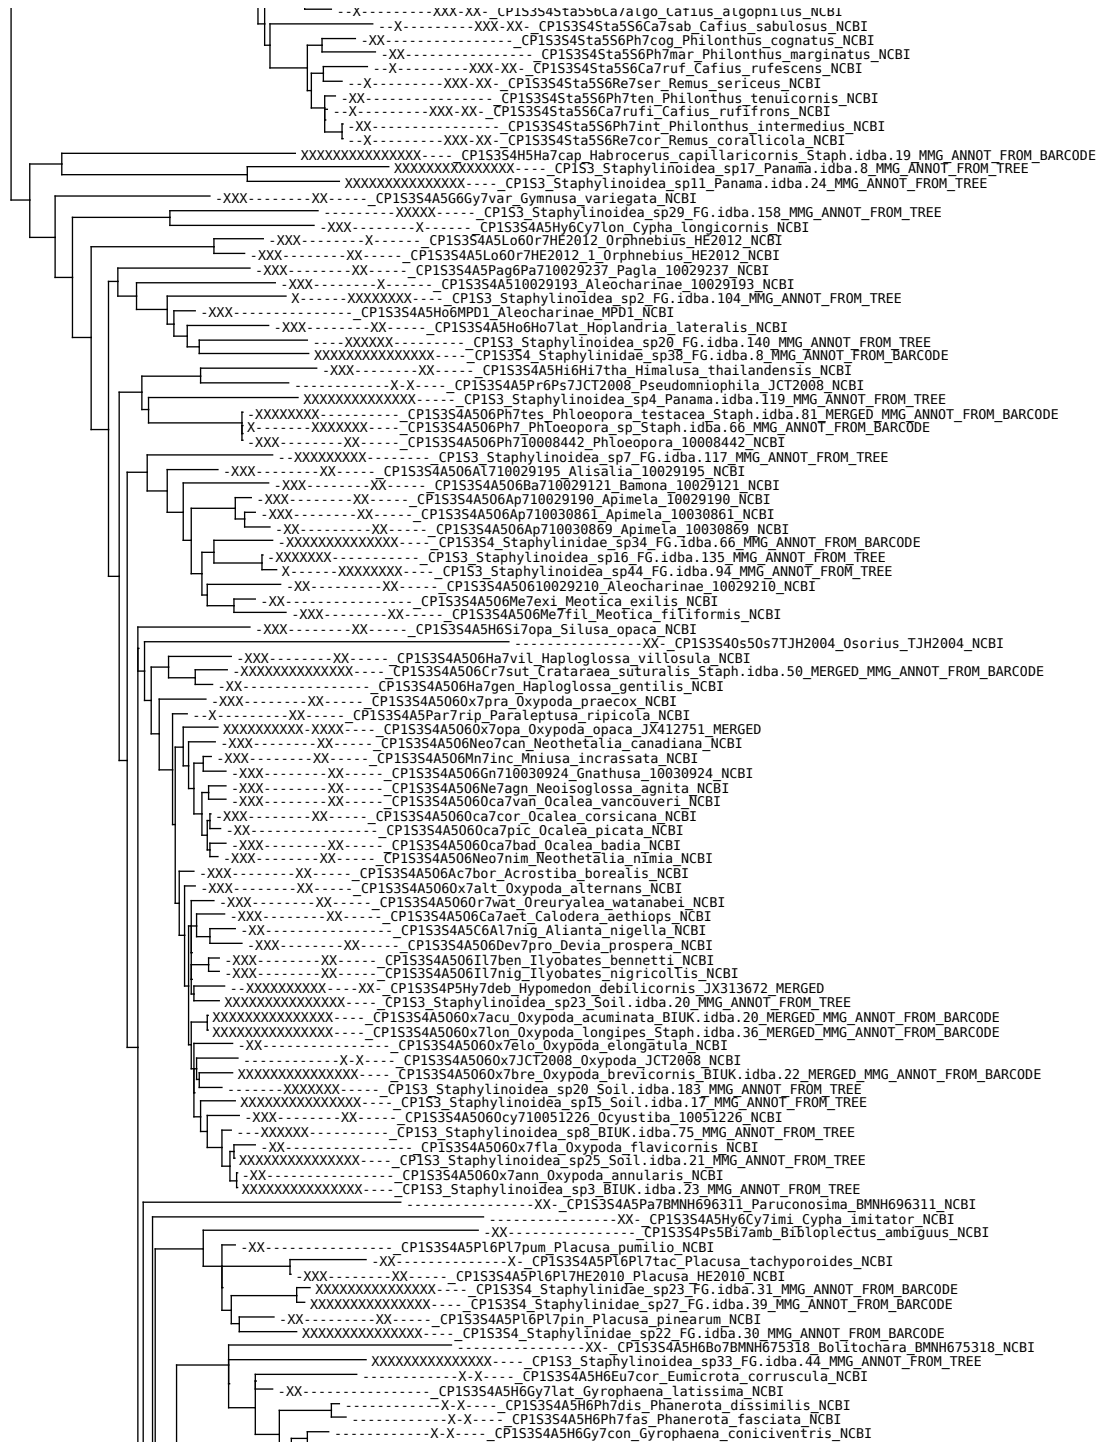 --X---------XXX-XX-_CP1S3S4Sta5S6Ca7algo_Cafius_algophilus_NCBI
--X---------XXX-XX-_CP1S3S4Sta5S6Ca7sab_Cafius_sabulosus_NCBI
-XX----------------_CP1S3S4Sta5S6Ph7cog_Philonthus_cognatus_NCBI
-XX----------------_CP1S3S4Sta5S6Ph7mar_Philonthus_marginatus_NCBI
--X---------XXX-XX-_CP1S3S4Sta5S6Ca7ruf_Cafius_rufescens_NCBI
--X---------XXX-XX-_CP1S3S4Sta5S6Re7ser_Remus_sericeus_NCBI
-XX----------------_CP1S3S4Sta5S6Ph7ten_Philonthus_tenuicornis_NCBI
--X---------XXX-XX-_CP1S3S4Sta5S6Ca7rufi_Cafius_rufifrons_NCBI
-XX----------------_CP1S3S4Sta5S6Ph7int_Philonthus_intermedius_NCBI
--X---------XXX-XX-_CP1S3S4Sta5S6Re7cor_Remus_corallicola_NCBI
XXXXXXXXXXXXXXX----_CP1S3S4H5Ha7cap_Habrocerus_capillaricornis_Staph.idba.19_MMG_ANNOT_FROM_BARCODE
XXXXXXXXXXXXXXX----_CP1S3_Staphylinoidea_sp17_Panama.idba.8_MMG_ANNOT_FROM_TREE
XXXXXXXXXXXXXXX----_CP1S3_Staphylinoidea_sp11_Panama.idba.24_MMG_ANNOT_FROM_TREE
-XXX--------XX-----_CP1S3S4A5G6Gy7var_Gymnusa_variegata_NCBI
----------XXXXX----_CP1S3_Staphylinoidea_sp29_FG.idba.158_MMG_ANNOT_FROM_TREE
-XXX--------X------_CP1S3S4A5Hy6Cy7lon_Cypha_longicornis_NCBI
-XXX--------X------_CP1S3S4A5Lo6Or7HE2012_Orphnebius_HE2012_NCBI
-XXX--------XX-----_CP1S3S4A5Lo6Or7HE2012_1_Orphnebius_HE2012_NCBI
-XXX--------XX-----_CP1S3S4A5Pag6Pa710029237_Pagla_10029237_NCBI
-XXX--------X------_CP1S3S4A510029193_Aleocharinae_10029193_NCBI
X------XXXXXXXX----_CP1S3_Staphylinoidea_sp2_FG.idba.104_MMG_ANNOT_FROM_TREE
-XXX---------------_CP1S3S4A5Ho6MPD1_Aleocharinae_MPD1_NCBI
-XXX--------XX-----_CP1S3S4A5Ho6Ho7lat_Hoplandria_lateralis_NCBI
----XXXXXX---------_CP1S3_Staphylinoidea_sp20_FG.idba.140_MMG_ANNOT_FROM_TREE
XXXXXXXXXXXXXXX----_CP1S3S4_Staphylinidae_sp38_FG.idba.8_MMG_ANNOT_FROM_BARCODE
-XXX--------XX-----_CP1S3S4A5Hi6Hi7tha_Himalusa_thailandensis_NCBI
------------X-X----_CP1S3S4A5Pr6Ps7JCT2008_Pseudomniophila_JCT2008_NCBI
XXXXXXXXXXXXXX-----_CP1S3_Staphylinoidea_sp4_Panama.idba.119_MMG_ANNOT_FROM_TREE
-XXXXXXXX----------_CP1S3S4A5O6Ph7tes_Phloeopora_testacea_Staph.idba.81_MERGED_MMG_ANNOT_FROM_BARCODE
X-------XXXXXXX----_CP1S3S4A5O6Ph7_Phloeopora_sp_Staph.idba.66_MMG_ANNOT_FROM_BARCODE
-XXX--------XX-----_CP1S3S4A5O6Ph710008442_Phloeopora_10008442_NCBI
--XXXXXXXXX--------_CP1S3_Staphylinoidea_sp7_FG.idba.117_MMG_ANNOT_FROM_TREE
-XXX--------XX-----_CP1S3S4A5O6Al710029195_Alisalia_10029195_NCBI
-XXX--------XX-----_CP1S3S4A5O6Ba710029121_Bamona_10029121_NCBI
-XXX--------XX-----_CP1S3S4A5O6Ap710029190_Apimela_10029190_NCBI
-XXX--------XX-----_CP1S3S4A5O6Ap710030861_Apimela_10030861_NCBI
-XX---------XX-----_CP1S3S4A5O6Ap710030869_Apimela_10030869_NCBI
-XXXXXXXXXXXXXX----_CP1S3S4_Staphylinidae_sp34_FG.idba.66_MMG_ANNOT_FROM_BARCODE
-XXXXXXX-----------_CP1S3_Staphylinoidea_sp16_FG.idba.135_MMG_ANNOT_FROM_TREE
X------XXXXXXXX----_CP1S3_Staphylinoidea_sp44_FG.idba.94_MMG_ANNOT_FROM_TREE
-XX---------XX-----_CP1S3S4A5O610029210_Aleocharinae_10029210_NCBI
-XX----------------_CP1S3S4A5O6Me7exi_Meotica_exilis_NCBI
-XXX--------XX-----_CP1S3S4A5O6Me7fil_Meotica_filiformis_NCBI
-XXX--------XX-----_CP1S3S4A5H6Si7opa_Silusa_opaca_NCBI
----------------XX-_CP1S3S4Os5Os7TJH2004_Osorius_TJH2004_NCBI
-XXX--------XX-----_CP1S3S4A5O6Ha7vil_Haploglossa_villosula_NCBI
-XXXXXXXXXXXXXX----_CP1S3S4A5O6Cr7sut_Crataraea_suturalis_Staph.idba.50_MERGED_MMG_ANNOT_FROM_BARCODE
-XX----------------_CP1S3S4A5O6Ha7gen_Haploglossa_gentilis_NCBI
-XXX--------XX-----_CP1S3S4A5O6Ox7pra_Oxypoda_praecox_NCBI
--X---------XX-----_CP1S3S4A5Par7rip_Paraleptusa_ripicola_NCBI
XXXXXXXXXX-XXXX----_CP1S3S4A5O6Ox7opa_Oxypoda_opaca_JX412751_MERGED
-XXX--------XX-----_CP1S3S4A5O6Neo7can_Neothetalia_canadiana_NCBI
-XXX--------XX-----_CP1S3S4A5O6Mn7inc_Mniusa_incrassata_NCBI
-XXX--------XX-----_CP1S3S4A5O6Gn710030924_Gnathusa_10030924_NCBI
-XXX--------XX-----_CP1S3S4A5O6Ne7agn_Neoisoglossa_agnita_NCBI
-XXX--------XX-----_CP1S3S4A5O6Oca7van_Ocalea_vancouveri_NCBI
-XXX--------XX-----_CP1S3S4A5O6Oca7cor_Ocalea_corsicana_NCBI
-XX----------------_CP1S3S4A5O6Oca7pic_Ocalea_picata_NCBI
-XXX--------XX-----_CP1S3S4A5O6Oca7bad_Ocalea_badia_NCBI
-XXX--------XX-----_CP1S3S4A5O6Neo7nim_Neothetalia_nimia_NCBI
-XXX--------XX-----_CP1S3S4A5O6Ac7bor_Acrostiba_borealis_NCBI
-XXX--------XX-----_CP1S3S4A5O6Ox7alt_Oxypoda_alternans_NCBI
-XXX--------XX-----_CP1S3S4A5O6Or7wat_Oreuryalea_watanabei_NCBI
-XXX--------XX-----_CP1S3S4A5O6Ca7aet_Calodera_aethiops_NCBI
-XX----------------_CP1S3S4A5C6Al7nig_Alianta_nigella_NCBI
-XXX--------XX-----_CP1S3S4A5O6Dev7pro_Devia_prospera_NCBI
-XXX--------XX-----_CP1S3S4A5O6Il7ben_Ilyobates_bennetti_NCBI
-XXX--------XX-----_CP1S3S4A5O6Il7nig_Ilyobates_nigricollis_NCBI
--XXXXXXXXXX----XX-_CP1S3S4P5Hy7deb_Hypomedon_debilicornis_JX313672_MERGED
XXXXXXXXXXXXXXX----_CP1S3_Staphylinoidea_sp23_Soil.idba.20_MMG_ANNOT_FROM_TREE
XXXXXXXXXXXXXXX----_CP1S3S4A5O6Ox7acu_Oxypoda_acuminata_BIUK.idba.20_MERGED_MMG_ANNOT_FROM_BARCODE
XXXXXXXXXXXXXXX----_CP1S3S4A5O6Ox7lon_Oxypoda_longipes_Staph.idba.36_MERGED_MMG_ANNOT_FROM_BARCODE
-XX----------------_CP1S3S4A5O6Ox7elo_Oxypoda_elongatula_NCBI
------------X-X----_CP1S3S4A5O6Ox7JCT2008_Oxypoda_JCT2008_NCBI
XXXXXXXXXXXXXXX----_CP1S3S4A5O6Ox7bre_Oxypoda_brevicornis_BIUK.idba.22_MERGED_MMG_ANNOT_FROM_BARCODE
-------XXXXXXX-----_CP1S3_Staphylinoidea_sp20_Soil.idba.183_MMG_ANNOT_FROM_TREE
XXXXXXXXXXXXXXX----_CP1S3_Staphylinoidea_sp15_Soil.idba.17_MMG_ANNOT_FROM_TREE
-XXX--------XX-----_CP1S3S4A5O6Ocy710051226_Ocyustiba_10051226_NCBI
---XXXXXX----------_CP1S3_Staphylinoidea_sp8_BIUK.idba.75_MMG_ANNOT_FROM_TREE
-XX----------------_CP1S3S4A5O6Ox7fla_Oxypoda_flavicornis_NCBI
XXXXXXXXXXXXXXX----_CP1S3_Staphylinoidea_sp25_Soil.idba.21_MMG_ANNOT_FROM_TREE
-XX----------------_CP1S3S4A5O6Ox7ann_Oxypoda_annularis_NCBI
XXXXXXXXXXXXXXX----_CP1S3_Staphylinoidea_sp3_BIUK.idba.23_MMG_ANNOT_FROM_TREE
----------------XX-_CP1S3S4A5Pa7BMNH696311_Paruconosima_BMNH696311_NCBI
----------------XX-_CP1S3S4A5Hy6Cy7imi_Cypha_imitator_NCBI
-XX----------------_CP1S3S4Ps5Bi7amb_Bibloplectus_ambiguus_NCBI
-XX----------------_CP1S3S4A5Pl6Pl7pum_Placusa_pumilio_NCBI
-XX--------------X-_CP1S3S4A5Pl6Pl7tac_Placusa_tachyporoides_NCBI
-XXX--------XX-----_CP1S3S4A5Pl6Pl7HE2010_Placusa_HE2010_NCBI
XXXXXXXXXXXXXXX----_CP1S3S4_Staphylinidae_sp23_FG.idba.31_MMG_ANNOT_FROM_BARCODE
XXXXXXXXXXXXXXX----_CP1S3S4_Staphylinidae_sp27_FG.idba.39_MMG_ANNOT_FROM_BARCODE
-XX---------XX-----_CP1S3S4A5Pl6Pl7pin_Placusa_pinearum_NCBI
XXXXXXXXXXXXXXX----_CP1S3S4_Staphylinidae_sp22_FG.idba.30_MMG_ANNOT_FROM_BARCODE
----------------XX-_CP1S3S4A5H6Bo7BMNH675318_Bolitochara_BMNH675318_NCBI
XXXXXXXXXXXXXXX----_CP1S3_Staphylinoidea_sp33_FG.idba.44_MMG_ANNOT_FROM_TREE
------------X-X----_CP1S3S4A5H6Eu7cor_Eumicrota_corruscula_NCBI
-XX----------------_CP1S3S4A5H6Gy7lat_Gyrophaena_latissima_NCBI
------------X-X----_CP1S3S4A5H6Ph7dis_Phanerota_dissimilis_NCBI
------------X-X----_CP1S3S4A5H6Ph7fas_Phanerota_fasciata_NCBI
------------X-X----_CP1S3S4A5H6Gy7con_Gyrophaena_coniciventris_NCBI